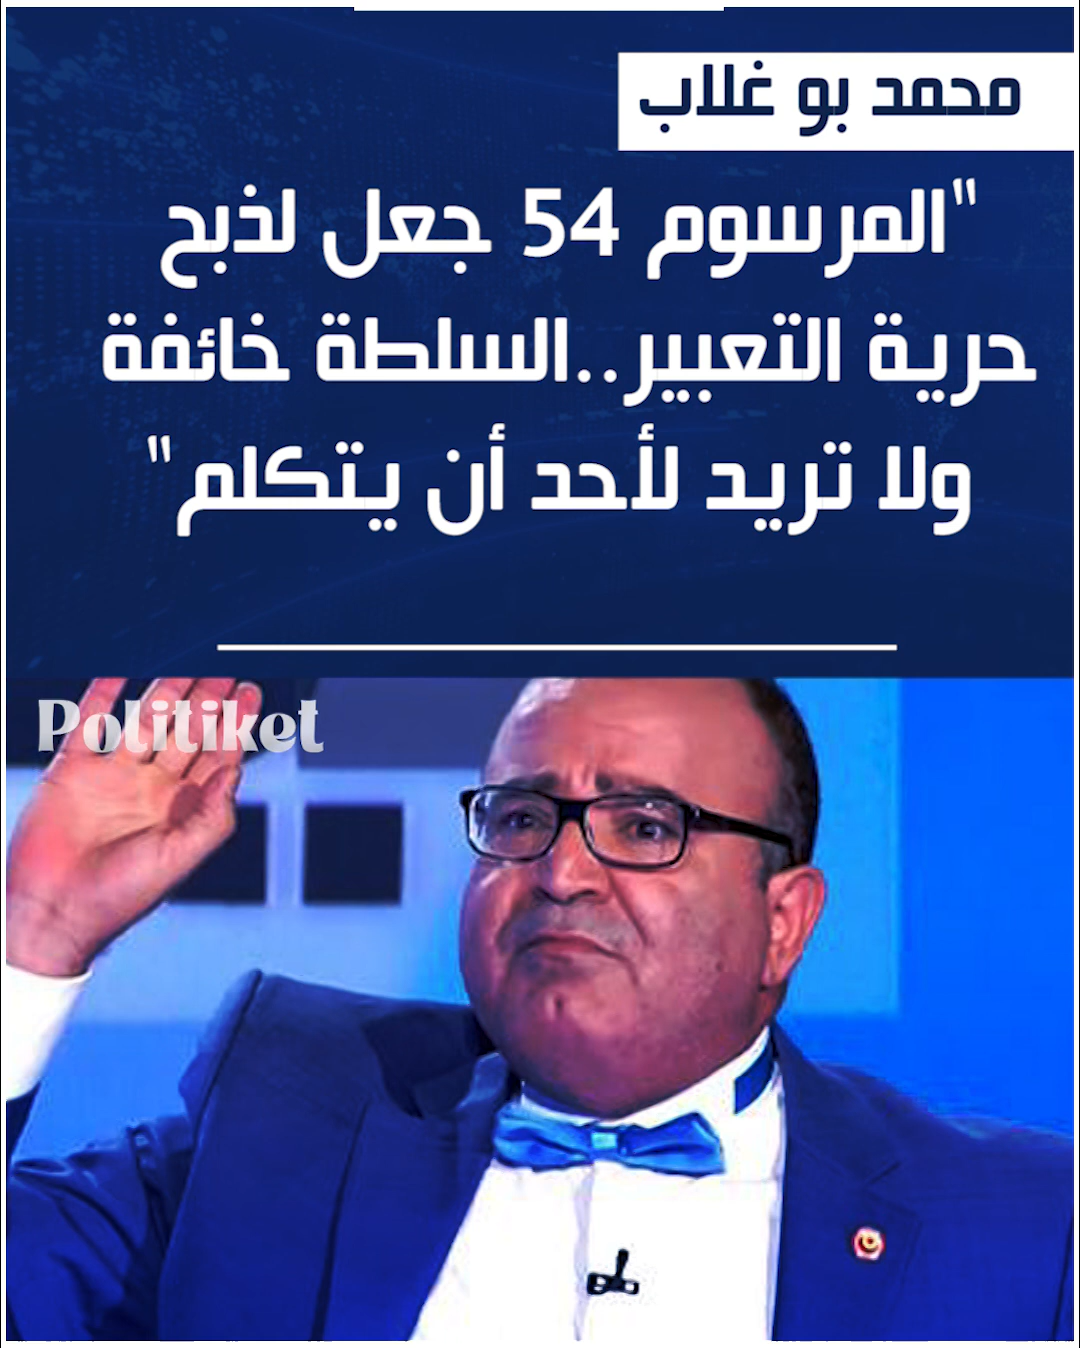 محمد بو غلاب
"المرسوم 54 جعل لذبح
حرية التعبير..السلطة خائفة
ولا تريد لأحد أن يتكلم"
Politiket